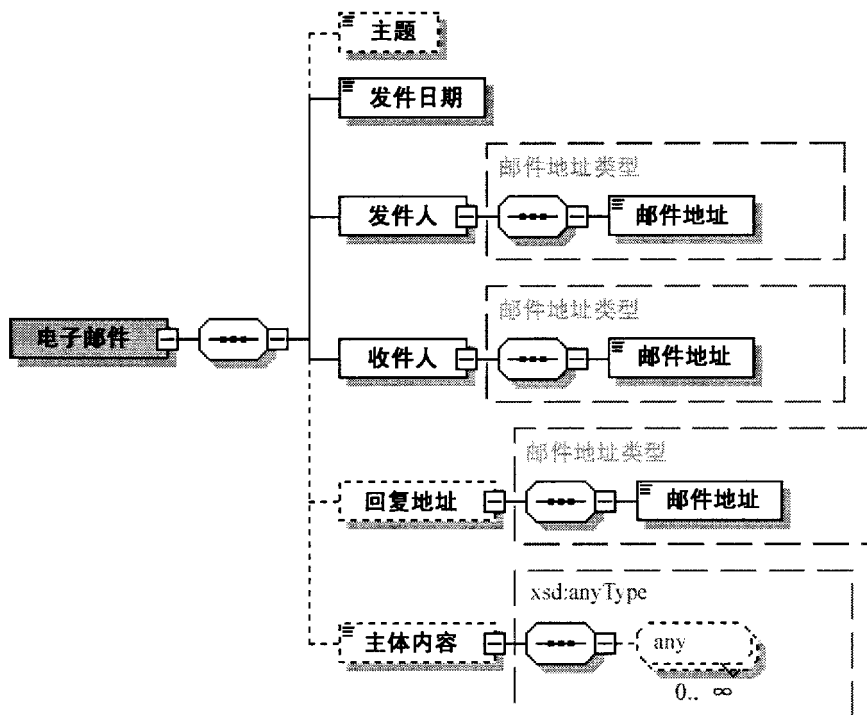 主题
发件日期
邮件地址类型
发件人
邮件地址
邮件地址类型
电子邮件
收件人
邮件地址
邮件地址类型
回复地址
邮件地址
xsd:anyType
主体内容
any
0.. ∞